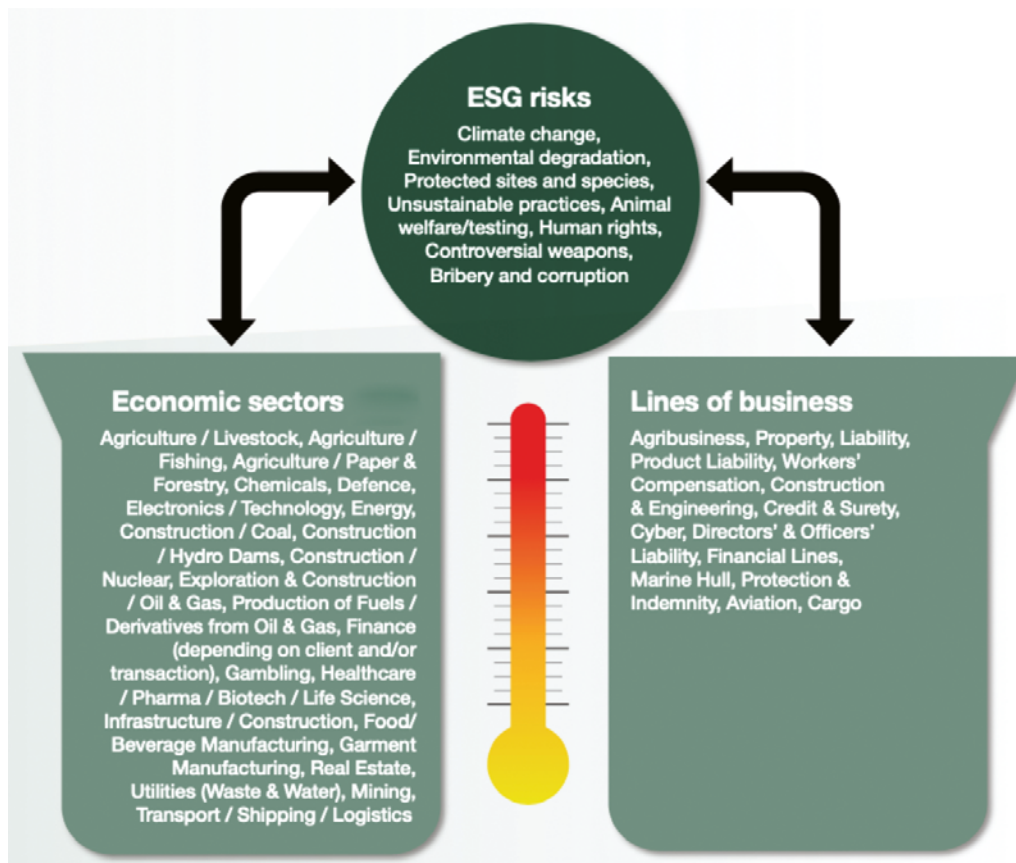 ESG risks
Climate change,
Environmental degradation,
Protected sites and species,
Unsustainable practices, Animal
welfare/testing, Human rights,
Controversial weapons,
Bribery and corruption
Economic sectors
Agriculture / Livestock, Agriculture /
Fishing, Agriculture / Paper &
Forestry, Chemicals, Defence,
Electronics / Technology, Energy,
Construction / Coal, Construction
/ Hydro Dams, Construction /
Nuclear, Exploration & Construction
/ Oil & Gas, Production of Fuels /
Derivatives from Oil & Gas, Finance
(depending on client and/or
transaction), Gambling, Healthcare
/ Pharma / Biotech / Life Science,
Infrastructure / Construction, Food/
Beverage Manufacturing, Garment
Manufacturing, Real Estate,
Utilities (Waste & Water), Mining,
Transport / Shipping / Logistics
Lines of business
Agribusiness, Property, Liability,
Product Liability, Workers’
Compensation, Construction
& Engineering, Credit & Surety,
Cyber, Directors’ & Officers’
Liability, Financial Lines,
Marine Hull, Protection &
Indemnity, Aviation, Cargo